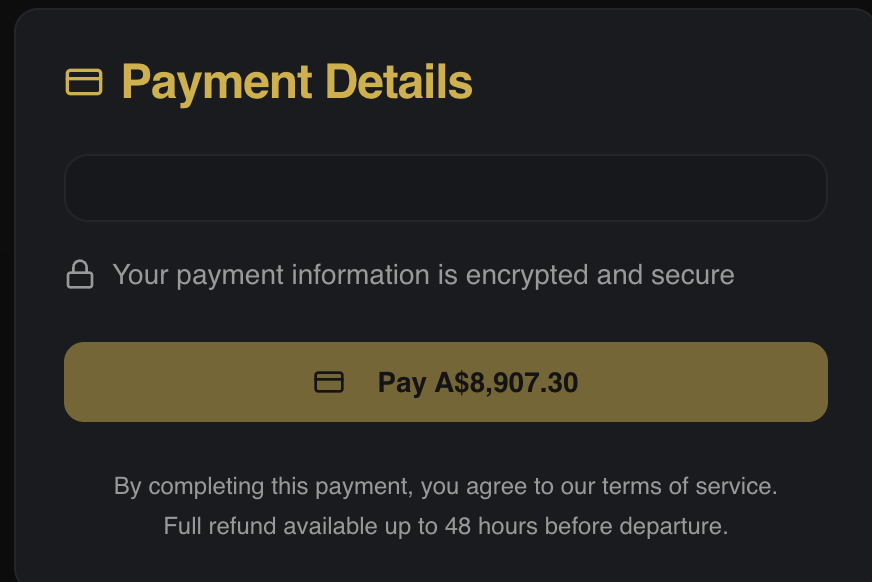 Payment Details
Your payment information is encrypted and secure
Pay A$8,907.30
By completing this payment, you agree to our terms of service.
Full refund available up to 48 hours before departure.